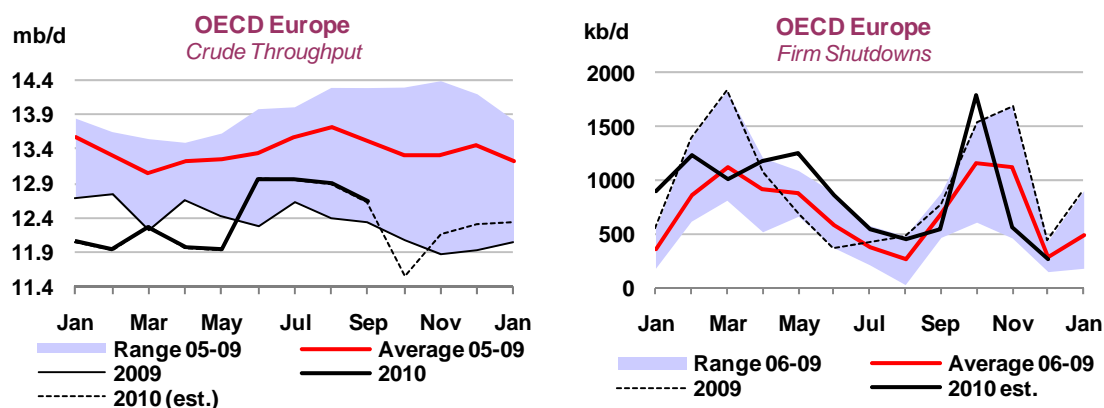 OECD Europe
Crude Throughput
mb/d
14.4
13.9
13.4
12.9
12.4
11.9
11.4
Jan Mar May Jul Sep Nov Jan
Range 05-09 Average 05-09
2009 2010
2010 (est.)
OECD Europe
Firm Shutdowns
kb/d
2000
1500
1000
500
0
Jan Mar May Jul Sep Nov Jan
Range 06-09 Average 06-09
2009 2010 est.